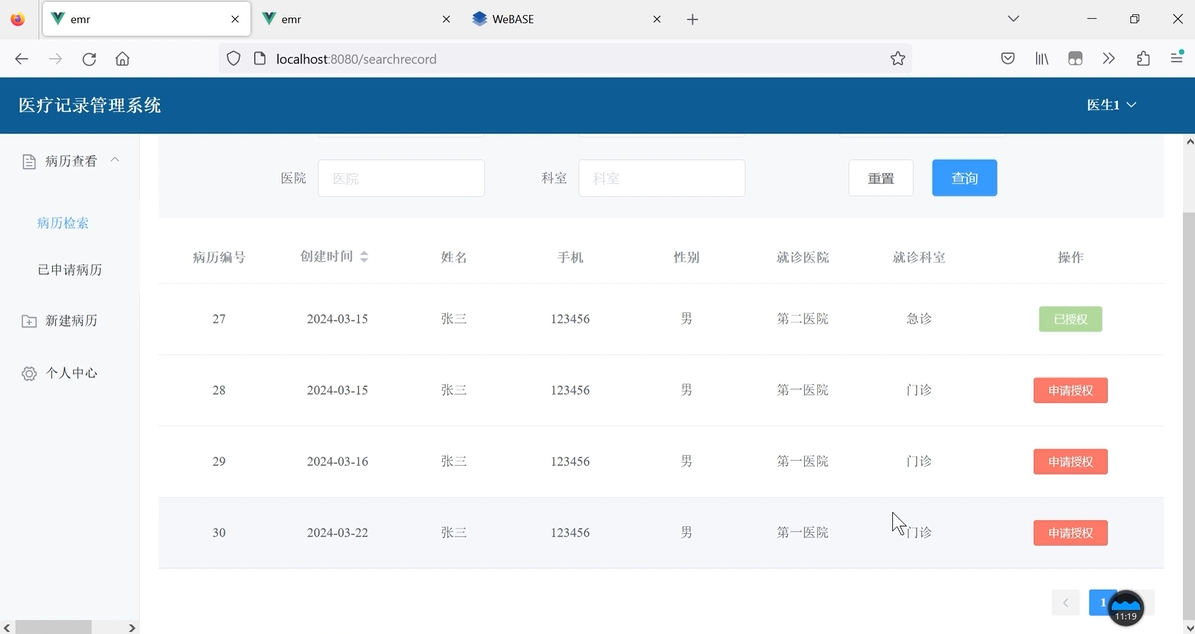 emr
emr
WeBASE
localhost:8080/searchrecord
医疗记录管理系统
医生1
病历查看
病历检索
已申请病历
新建病历
个人中心
医院 医院 科室 科室 重置 查询
病历编号 创建时间 姓名 手机 性别 就诊医院 就诊科室 操作
27 2024-03-15 张三 123456 男 第二医院 急诊 已授权
28 2024-03-15 张三 123456 男 第一医院 门诊 申请授权
29 2024-03-16 张三 123456 男 第一医院 门诊 申请授权
30 2024-03-22 张三 123456 男 第一医院 门诊 申请授权
1
11:19